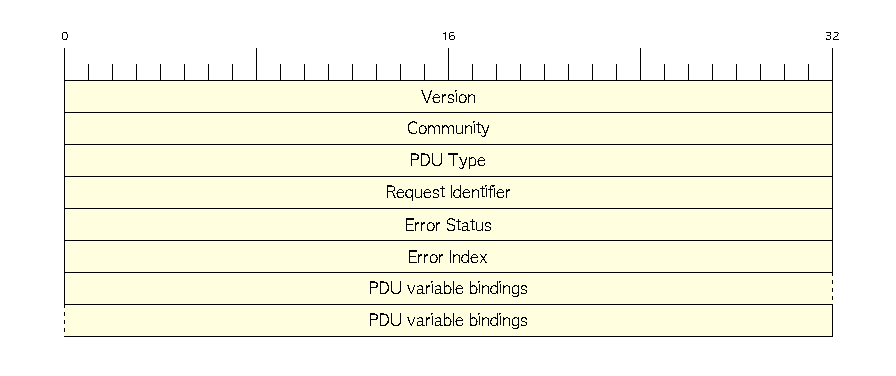 0 16 32
Version
Community
PDU Type
Request Identifier
Error Status
Error Index
PDU variable bindings
PDU variable bindings